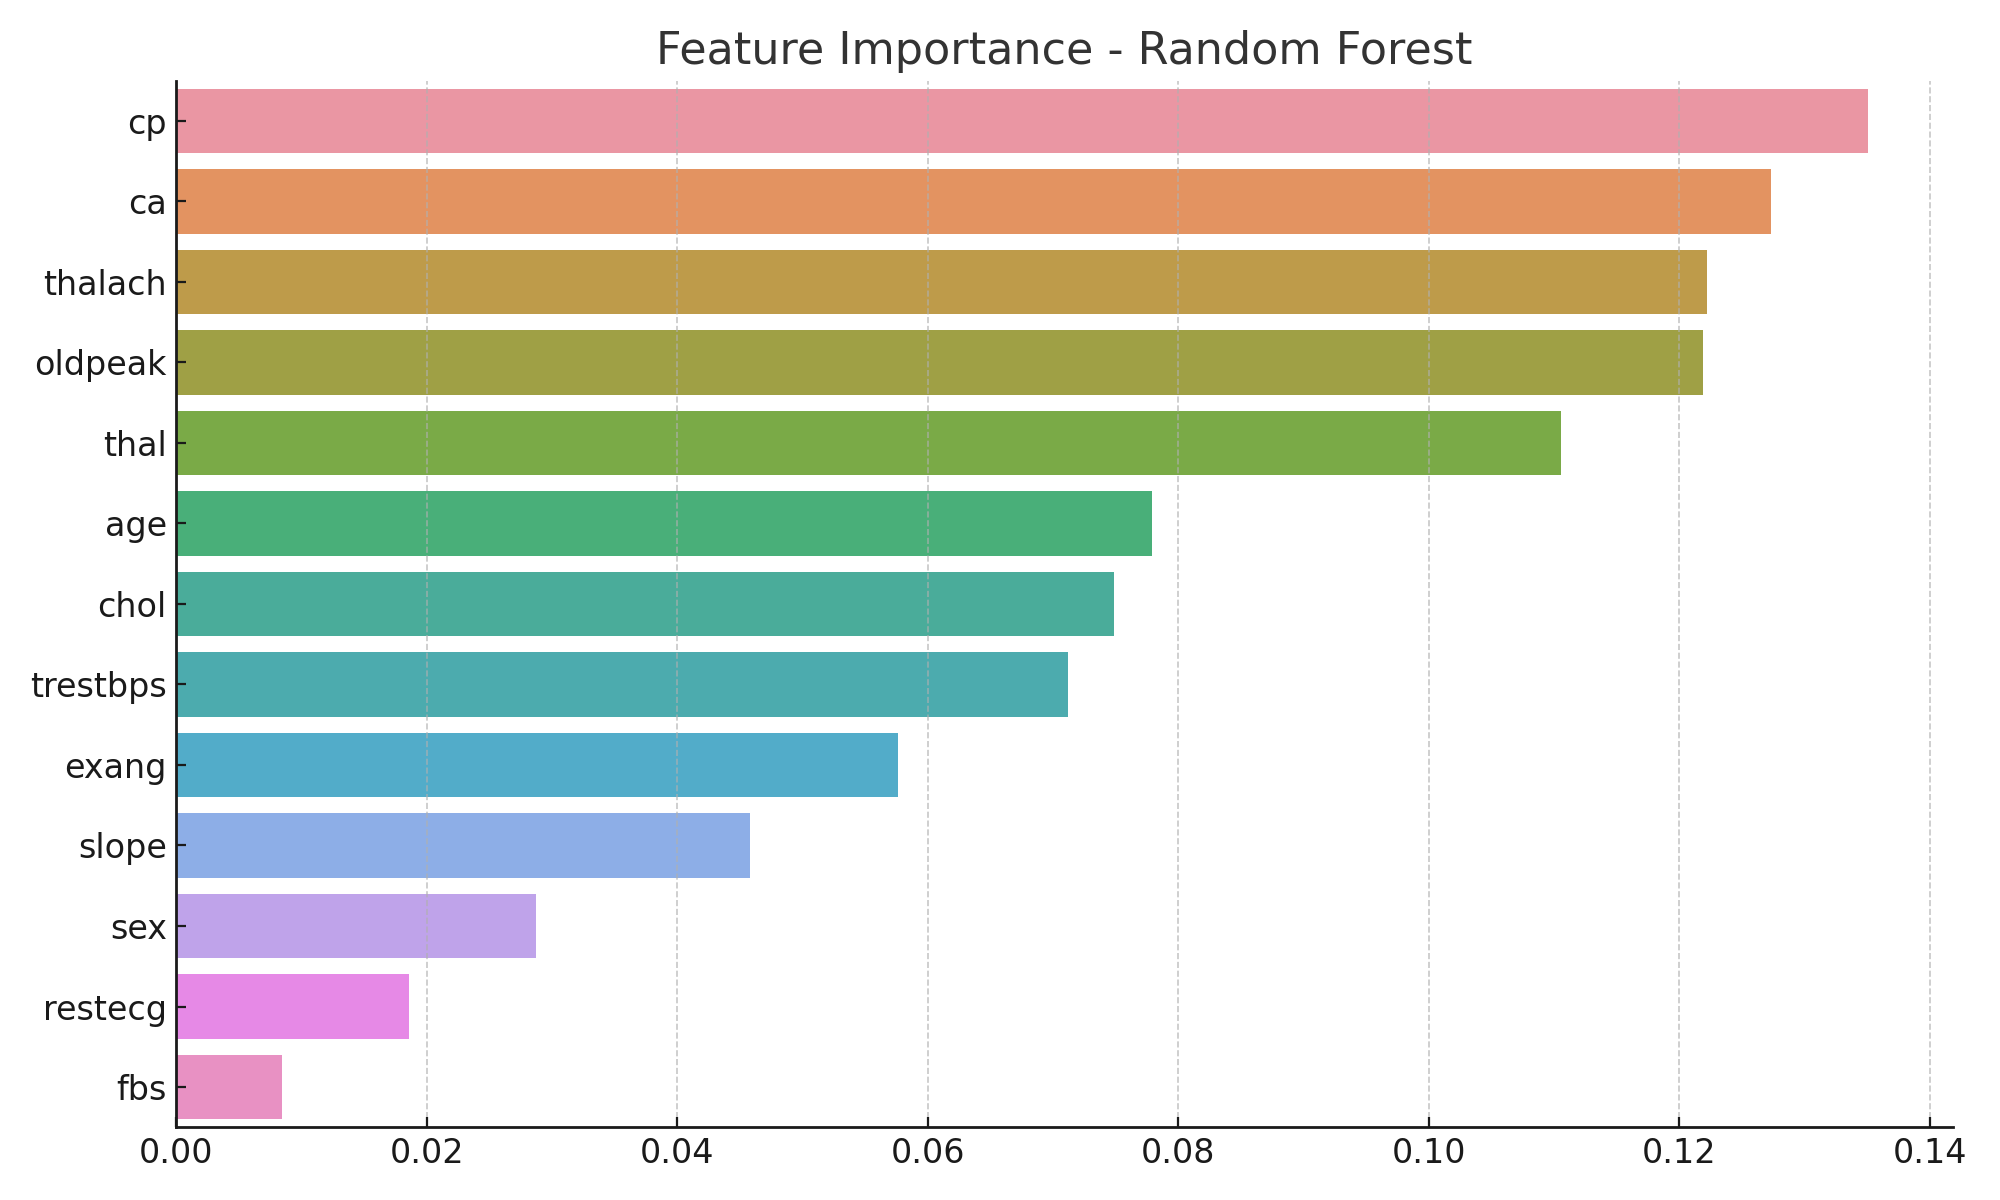 Feature Importance - Random Forest
cp
ca
thalach
oldpeak
thal
age
chol
trestbps
exang
slope
sex
restecg
fbs
0.00 0.02 0.04 0.06 0.08 0.10 0.12 0.14